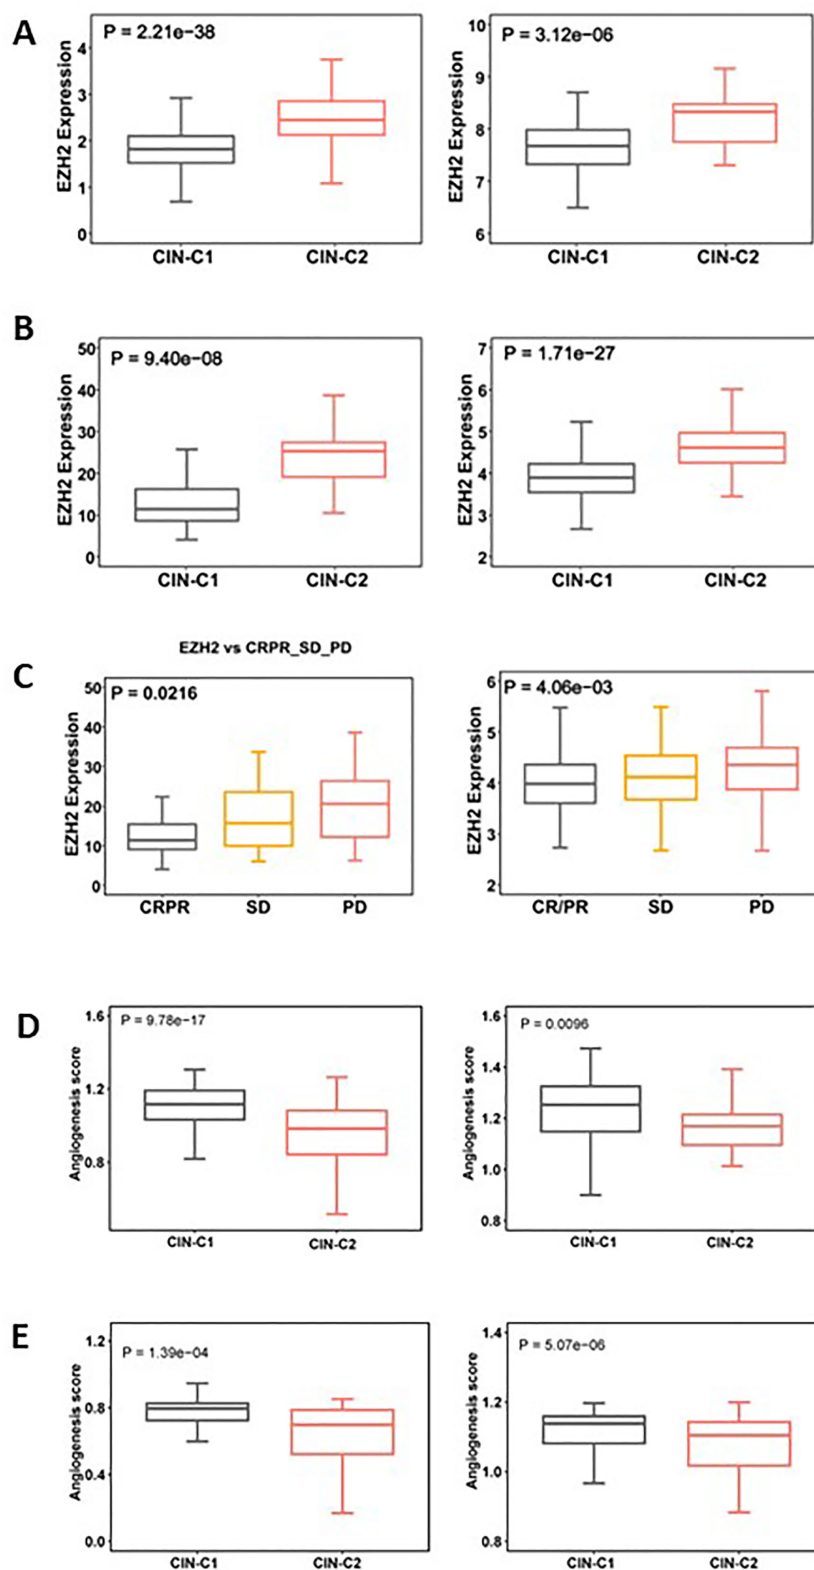 A
P = 2.21e−38
EZH2 Expression
4
3
2
1
0
CIN-C1 CIN-C2
P = 3.12e−06
EZH2 Expression
10
9
8
7
6
CIN-C1 CIN-C2
B
P = 9.40e−08
EZH2 Expression
50
40
30
20
10
0
CIN-C1 CIN-C2
P = 1.71e−27
EZH2 Expression
7
6
5
4
3
2
CIN-C1 CIN-C2
C
EZH2 vs CRPR_SD_PD
P = 0.0216
EZH2 Expression
50
40
30
20
10
0
CRPR SD PD
P = 4.06e−03
EZH2 Expression
6
5
4
3
2
CR/PR SD PD
D
P = 9.78e−17
Angiogenesis score
1.6
1.2
0.8
CIN-C1 CIN-C2
P = 0.0096
Angiogenesis score
1.6
1.4
1.2
1.0
0.8
CIN-C1 CIN-C2
E
P = 1.39e−04
Angiogenesis score
1.2
0.8
0.4
0.0
CIN-C1 CIN-C2
P = 5.07e−06
Angiogenesis score
1.4
1.2
1.0
0.8
CIN-C1 CIN-C2